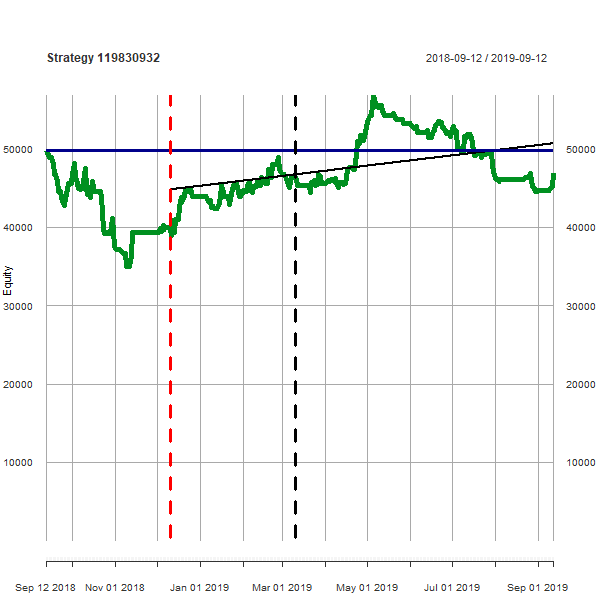 Strategy 119830932
2018-09-12 / 2019-09-12
50000 50000
40000 40000
Equity
30000 30000
20000 20000
10000 10000
Sep 12 2018 Nov 01 2018 Jan 01 2019 Mar 01 2019 May 01 2019 Jul 01 2019 Sep 01 2019